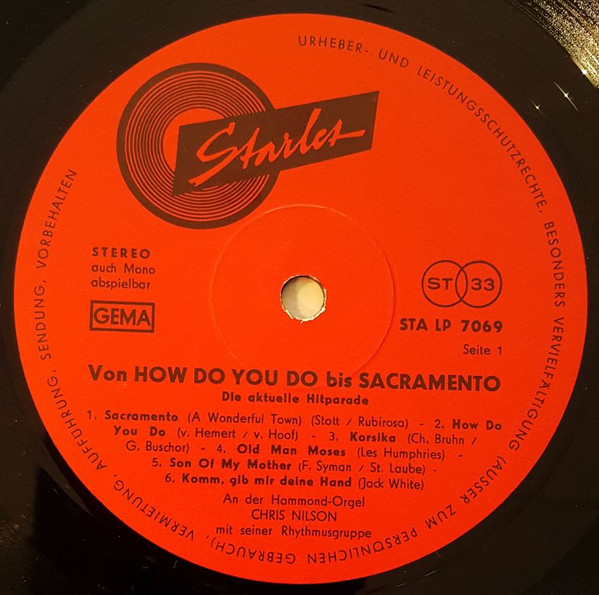 Starlet
URHEBER- UND LEISTUNGSSCHUTZRECHTE, BESONDERS VERVIELFÄLTIGUNG (AUSSER ZUM PERSÖNLICHEN GEBRAUCH), VERMIETUNG, AUFFÜHRUNG, SENDUNG, VORBEHALTEN
STEREO
auch Mono
abspielbar
GEMA
ST 33
STA LP 7069
Seite 1
Von HOW DO YOU DO bis SACRAMENTO
Die aktuelle Hitparade
1. Sacramento (A Wonderful Town) (Stott / Rubirosa) - 2. How Do
You Do (v. Hemert / v. Hoof) - 3. Korsika (Ch. Bruhn /
G. Buschor) - 4. Old Man Moses (Les Humphries) -
5. Son Of My Mother (F. Syman / St. Laube) -
6. Komm, gib mir deine Hand (Jack White)
An der Hammond-Orgel
CHRIS NILSON
mit seiner Rhythmusgruppe